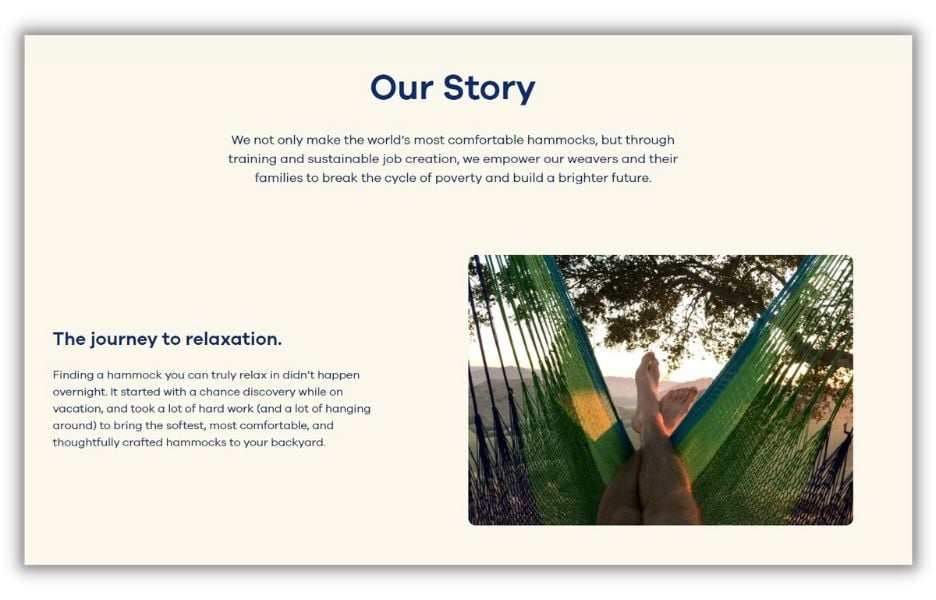 Our Story
We not only make the world's most comfortable hammocks, but through
training and sustainable job creation, we empower our weavers and their
families to break the cycle of poverty and build a brighter future.
The journey to relaxation.
Finding a hammock you can truly relax in didn't happen
overnight. It started with a chance discovery while on
vacation, and took a lot of hard work (and a lot of hanging
around) to bring the softest, most comfortable, and
thoughtfully crafted hammocks to your backyard.